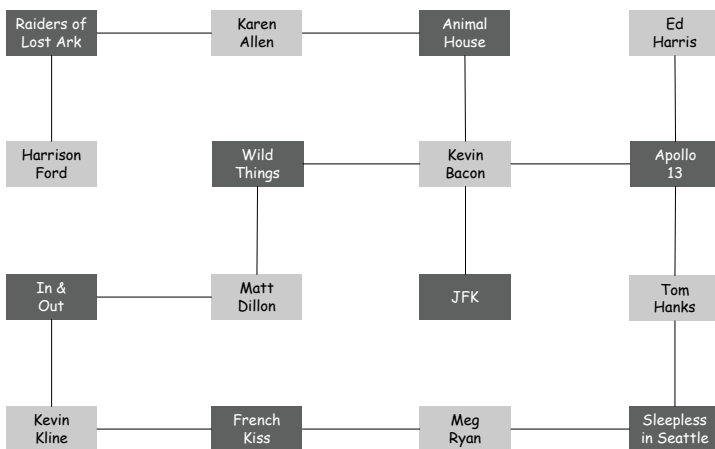 Raiders of
Lost Ark
Karen
Allen
Animal
House
Ed
Harris
Harrison
Ford
Wild
Things
Kevin
Bacon
Apollo
13
In &
Out
Matt
Dillon
JFK
Tom
Hanks
Kevin
Kline
French
Kiss
Meg
Ryan
Sleepless
in Seattle